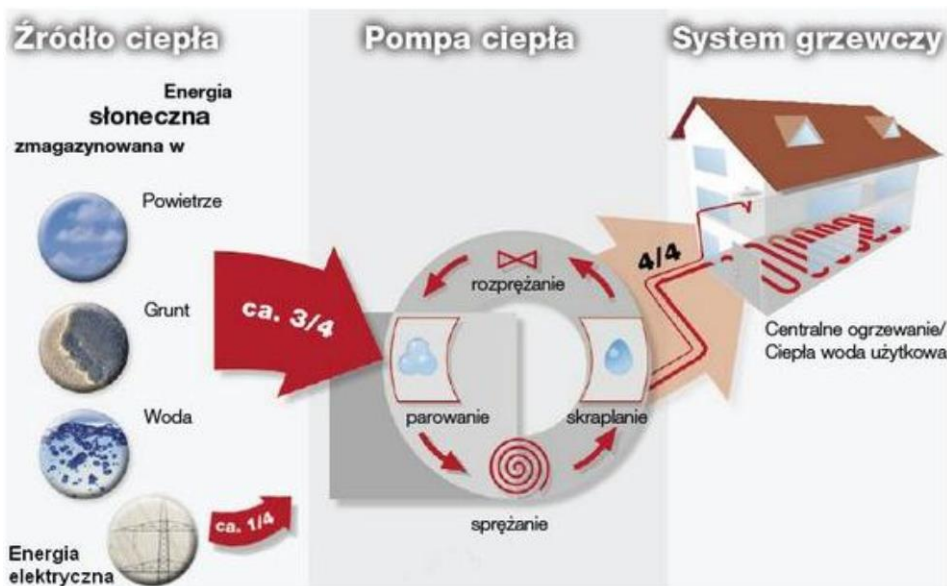 Źródło ciepła
Pompa ciepła
System grzewczy
Energia
słoneczna
zmagazynowana w
Powietrze
Grunt
Woda
Energia
elektryczna
ca. 3/4
ca. 1/4
rozprężanie
parowanie
skraplanie
sprężanie
4/4
Centralne ogrzewanie/
Ciepła woda użytkowa